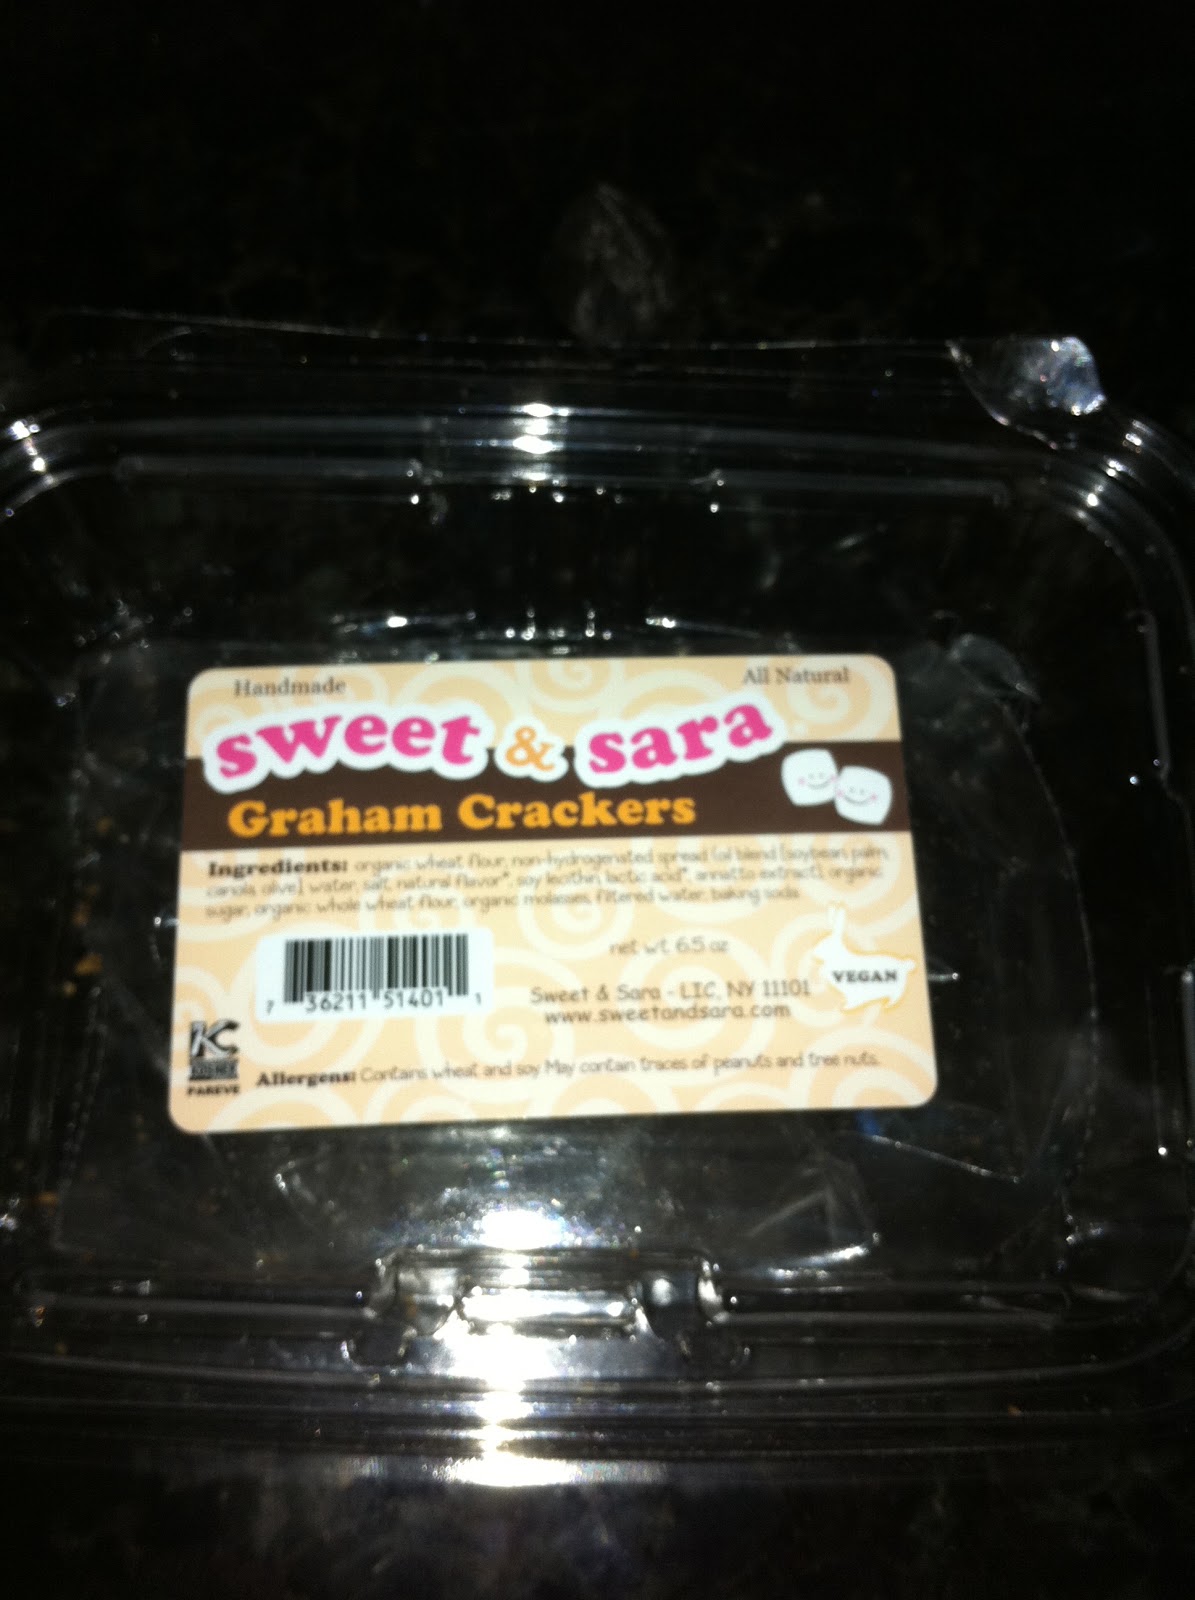 Handmade
All Natural
sweet & sara
Graham Crackers
Ingredients: organic wheat flour, non-hydrogenated spread [oil blend (soybean, palm,
canola, olive), water, salt, natural flavor*, soy lecithin, lactic acid*, annatto extract], organic
sugar, organic whole wheat flour, organic molasses, filtered water, baking soda.
net wt. 6.5 oz
VEGAN
7 36211 51401 1
Sweet & Sara - LIC, NY 11101
www.sweetandsara.com
KC
KOSHER
PAREVE
Allergens: Contains wheat and soy. May contain traces of peanuts and tree nuts.